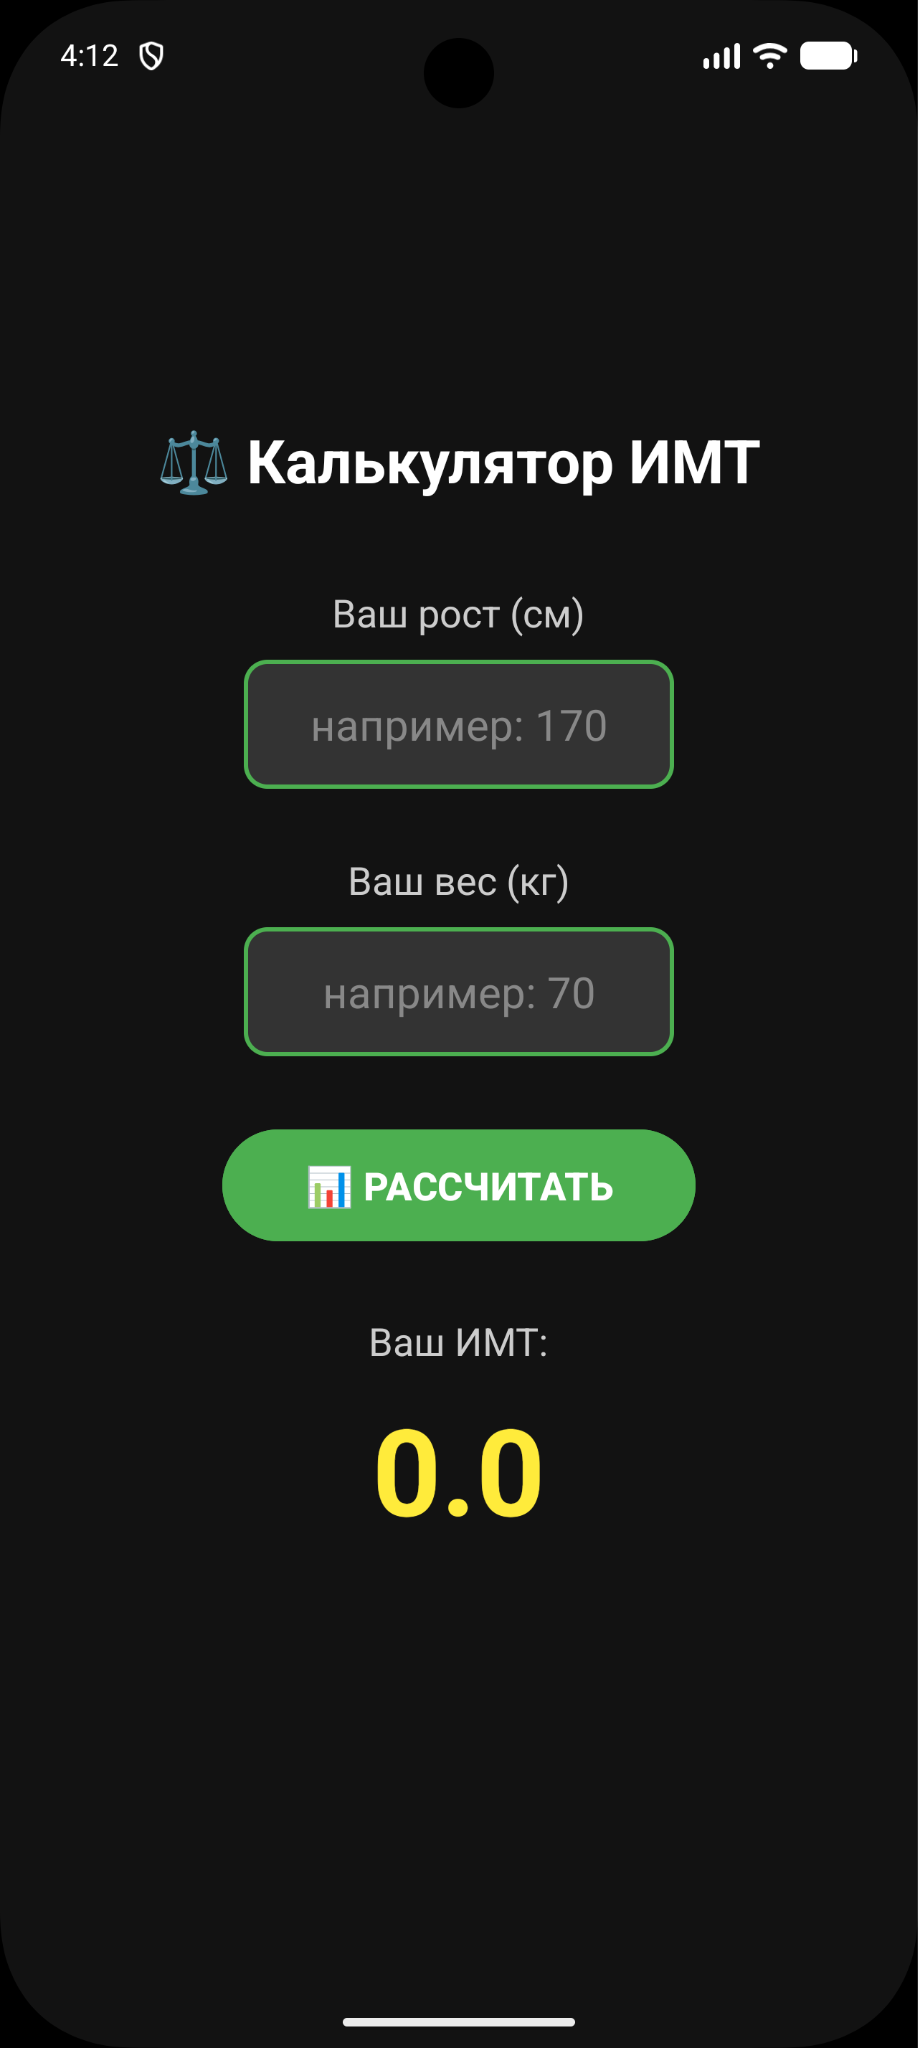 4:12
Калькулятор ИМТ
Ваш рост (см)
например: 170
Ваш вес (кг)
например: 70
РАССЧИТАТЬ
Ваш ИМТ:
0.0